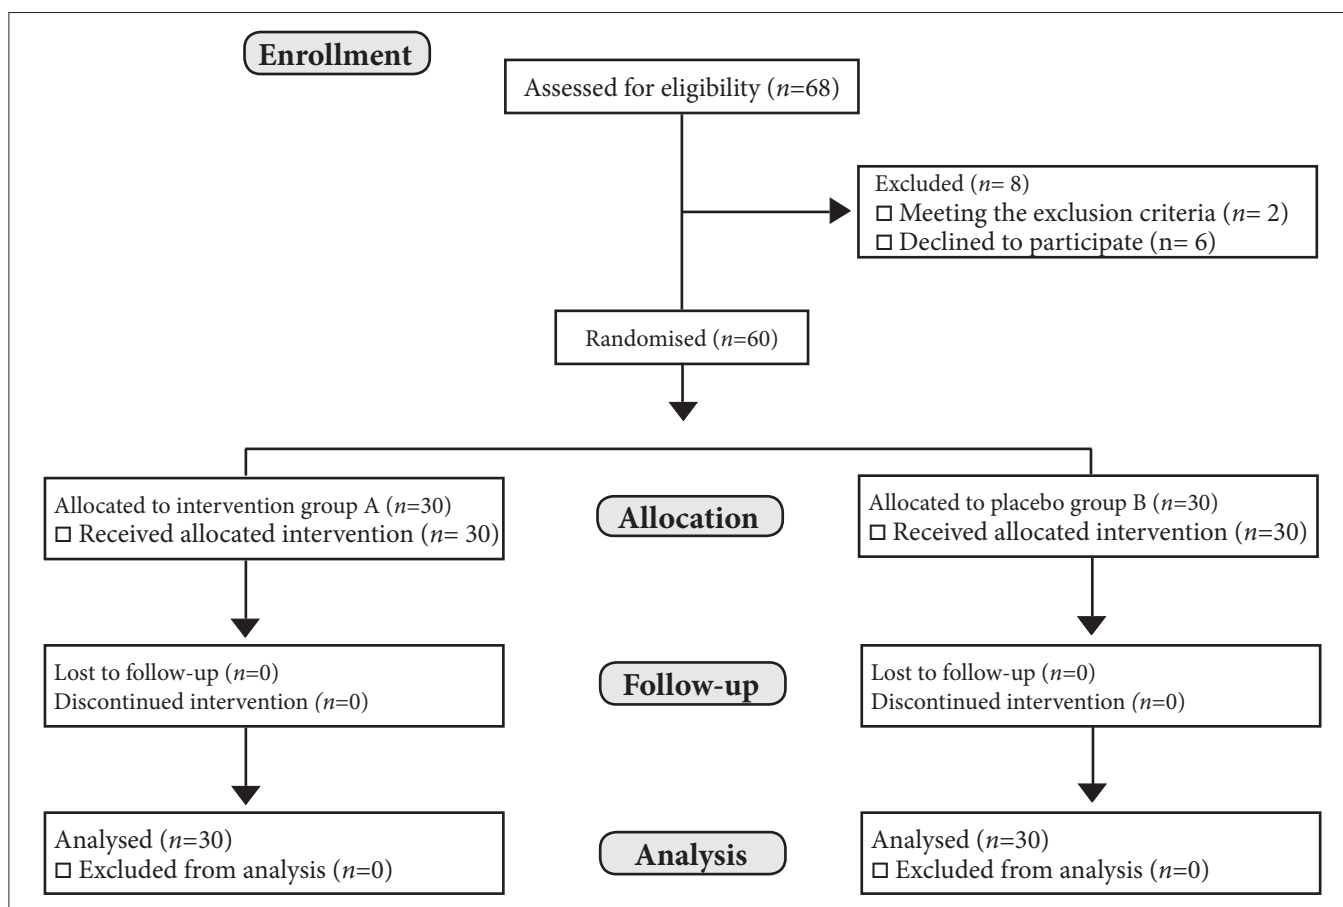 Enrollment
Assessed for eligibility (n=68)
Excluded (n= 8)
□ Meeting the exclusion criteria (n= 2)
□ Declined to participate (n= 6)
Randomised (n=60)
Allocated to intervention group A (n=30)
□ Received allocated intervention (n= 30)
Allocation
Allocated to placebo group B (n=30)
□ Received allocated intervention (n=30)
Lost to follow-up (n=0)
Discontinued intervention (n=0)
Follow-up
Lost to follow-up (n=0)
Discontinued intervention (n=0)
Analysed (n=30)
□ Excluded from analysis (n=0)
Analysis
Analysed (n=30)
□ Excluded from analysis (n=0)